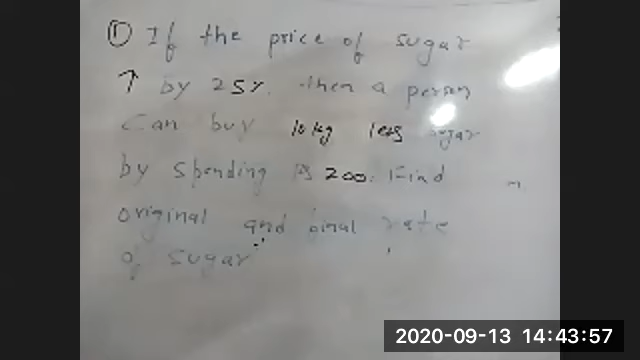 ① If the price of sugar
↑ by 25%. then a person
can buy 10 kg less sugar
by spending Rs 200. Find
original and final rate
of sugar
2020-09-13 14:43:57